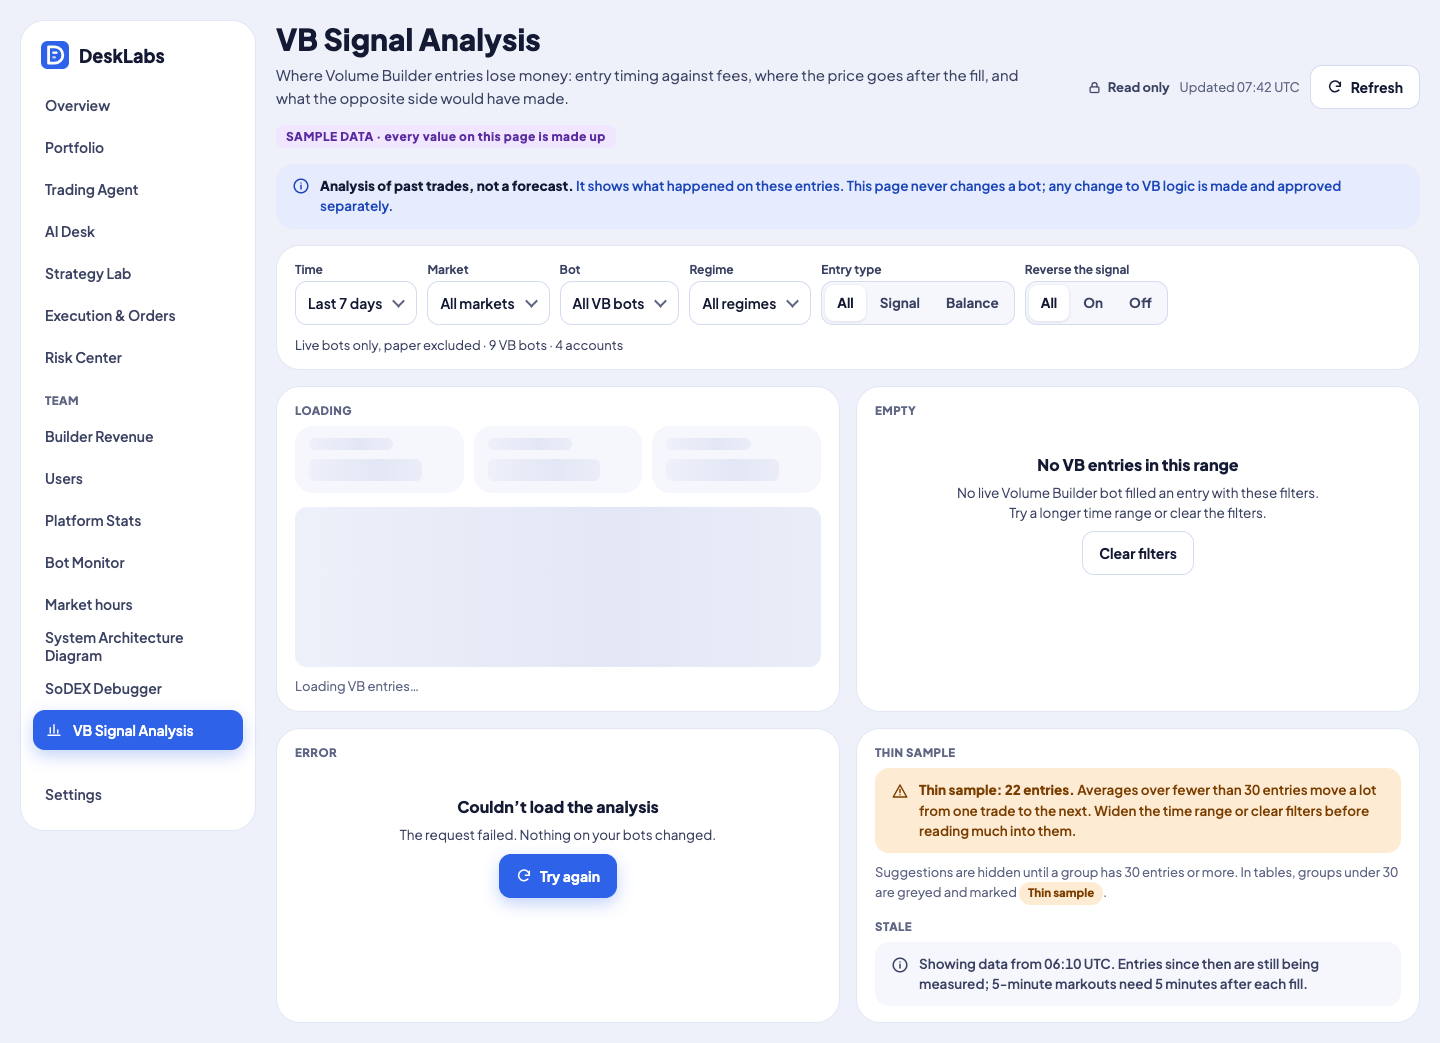 DeskLabs
Overview
Portfolio
Trading Agent
AI Desk
Strategy Lab
Execution & Orders
Risk Center
TEAM
Builder Revenue
Users
Platform Stats
Bot Monitor
Market hours
System Architecture
Diagram
SoDEX Debugger
VB Signal Analysis
Settings
VB Signal Analysis
Where Volume Builder entries lose money: entry timing against fees, where the price goes after the fill, and
what the opposite side would have made.
Read only Updated 07:42 UTC Refresh
SAMPLE DATA · every value on this page is made up
Analysis of past trades, not a forecast. It shows what happened on these entries. This page never changes a bot; any change to VB logic is made and approved
separately.
Time Market Bot Regime Entry type Reverse the signal
Last 7 days All markets All VB bots All regimes All Signal Balance All On Off
Live bots only, paper excluded · 9 VB bots · 4 accounts
LOADING
Loading VB entries…
EMPTY
No VB entries in this range
No live Volume Builder bot filled an entry with these filters.
Try a longer time range or clear the filters.
Clear filters
ERROR
Couldn’t load the analysis
The request failed. Nothing on your bots changed.
Try again
THIN SAMPLE
Thin sample: 22 entries. Averages over fewer than 30 entries move a lot
from one trade to the next. Widen the time range or clear filters before
reading much into them.
Suggestions are hidden until a group has 30 entries or more. In tables, groups under 30
are greyed and marked Thin sample .
STALE
Showing data from 06:10 UTC. Entries since then are still being
measured; 5-minute markouts need 5 minutes after each fill.